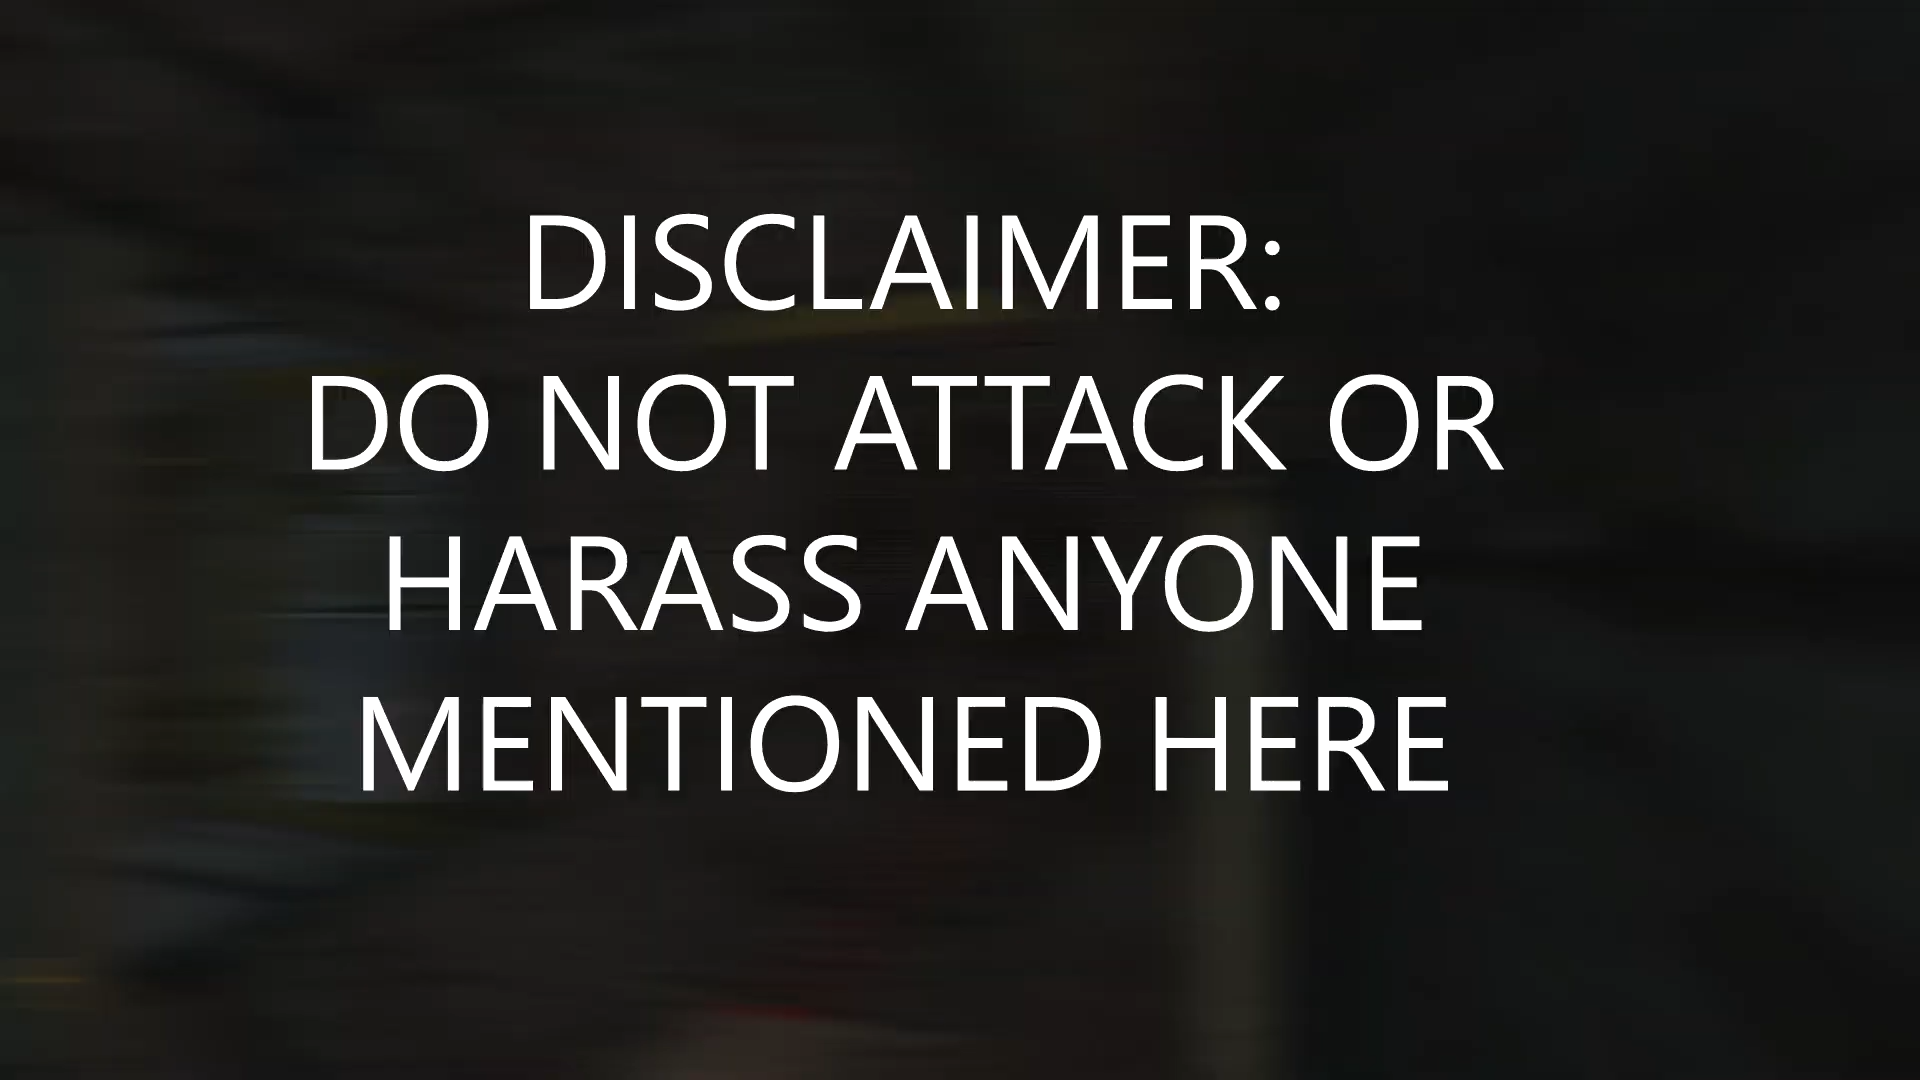 DISCLAIMER:
DO NOT ATTACK OR
HARASS ANYONE
MENTIONED HERE